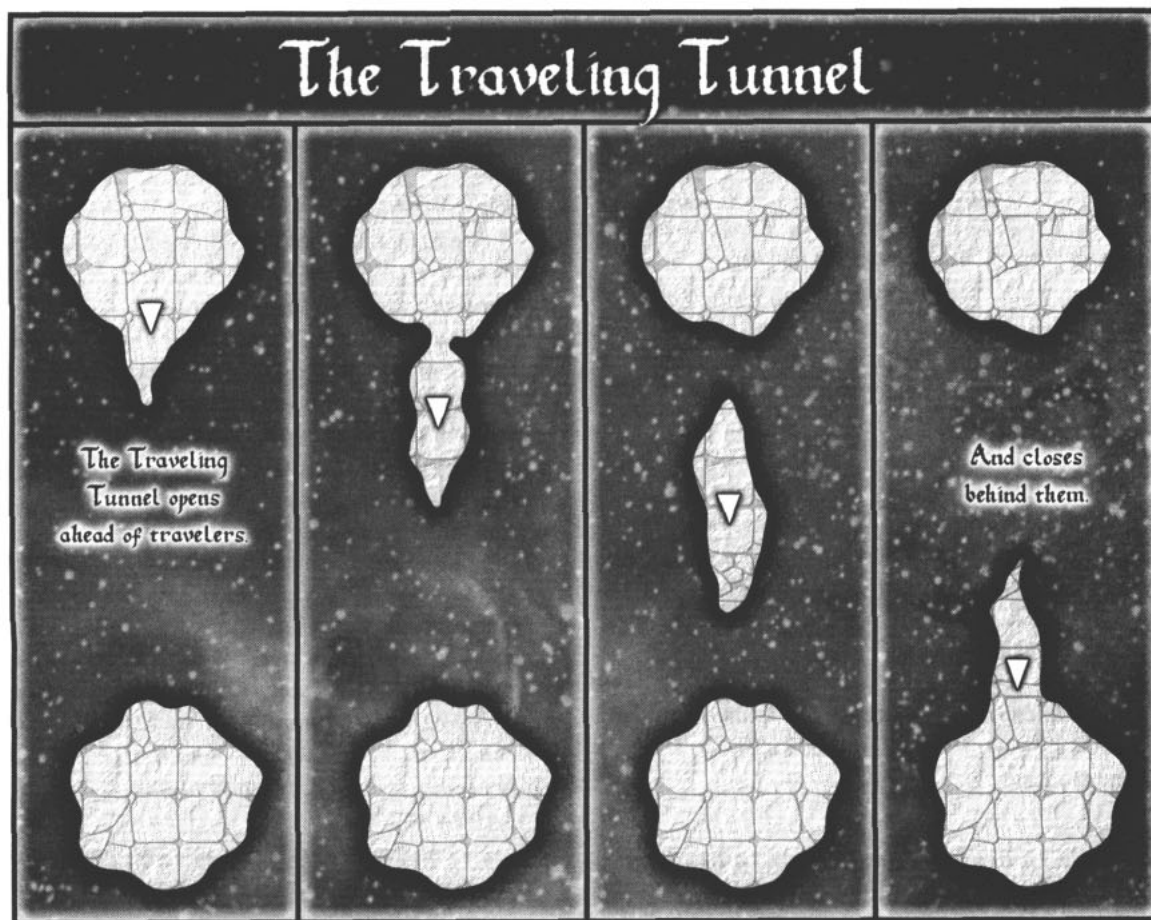 The Traveling Tunnel
The Traveling
Tunnel opens
ahead of travelers.
And closes
behind them.